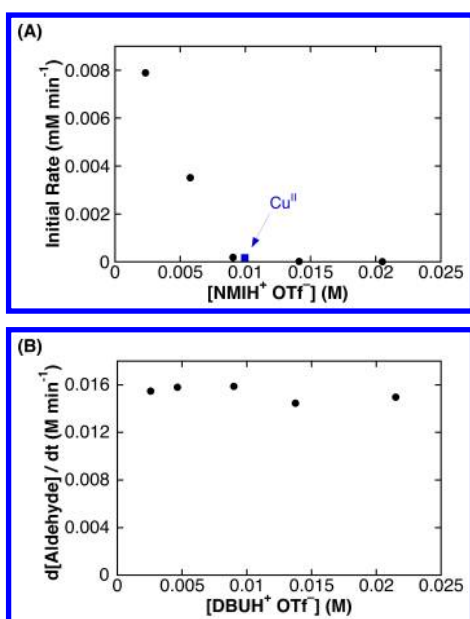 (A)
0.008
0.006
0.004
0.002
0
Initial Rate (mM min⁻¹)
Cuᴵᴵ
0 0.005 0.01 0.015 0.02 0.025
[NMIH⁺ OTf⁻] (M)
(B)
0.016
0.012
0.008
0.004
0
d[Aldehyde] / dt (M min⁻¹)
0 0.005 0.01 0.015 0.02 0.025
[DBUH⁺ OTf⁻] (M)